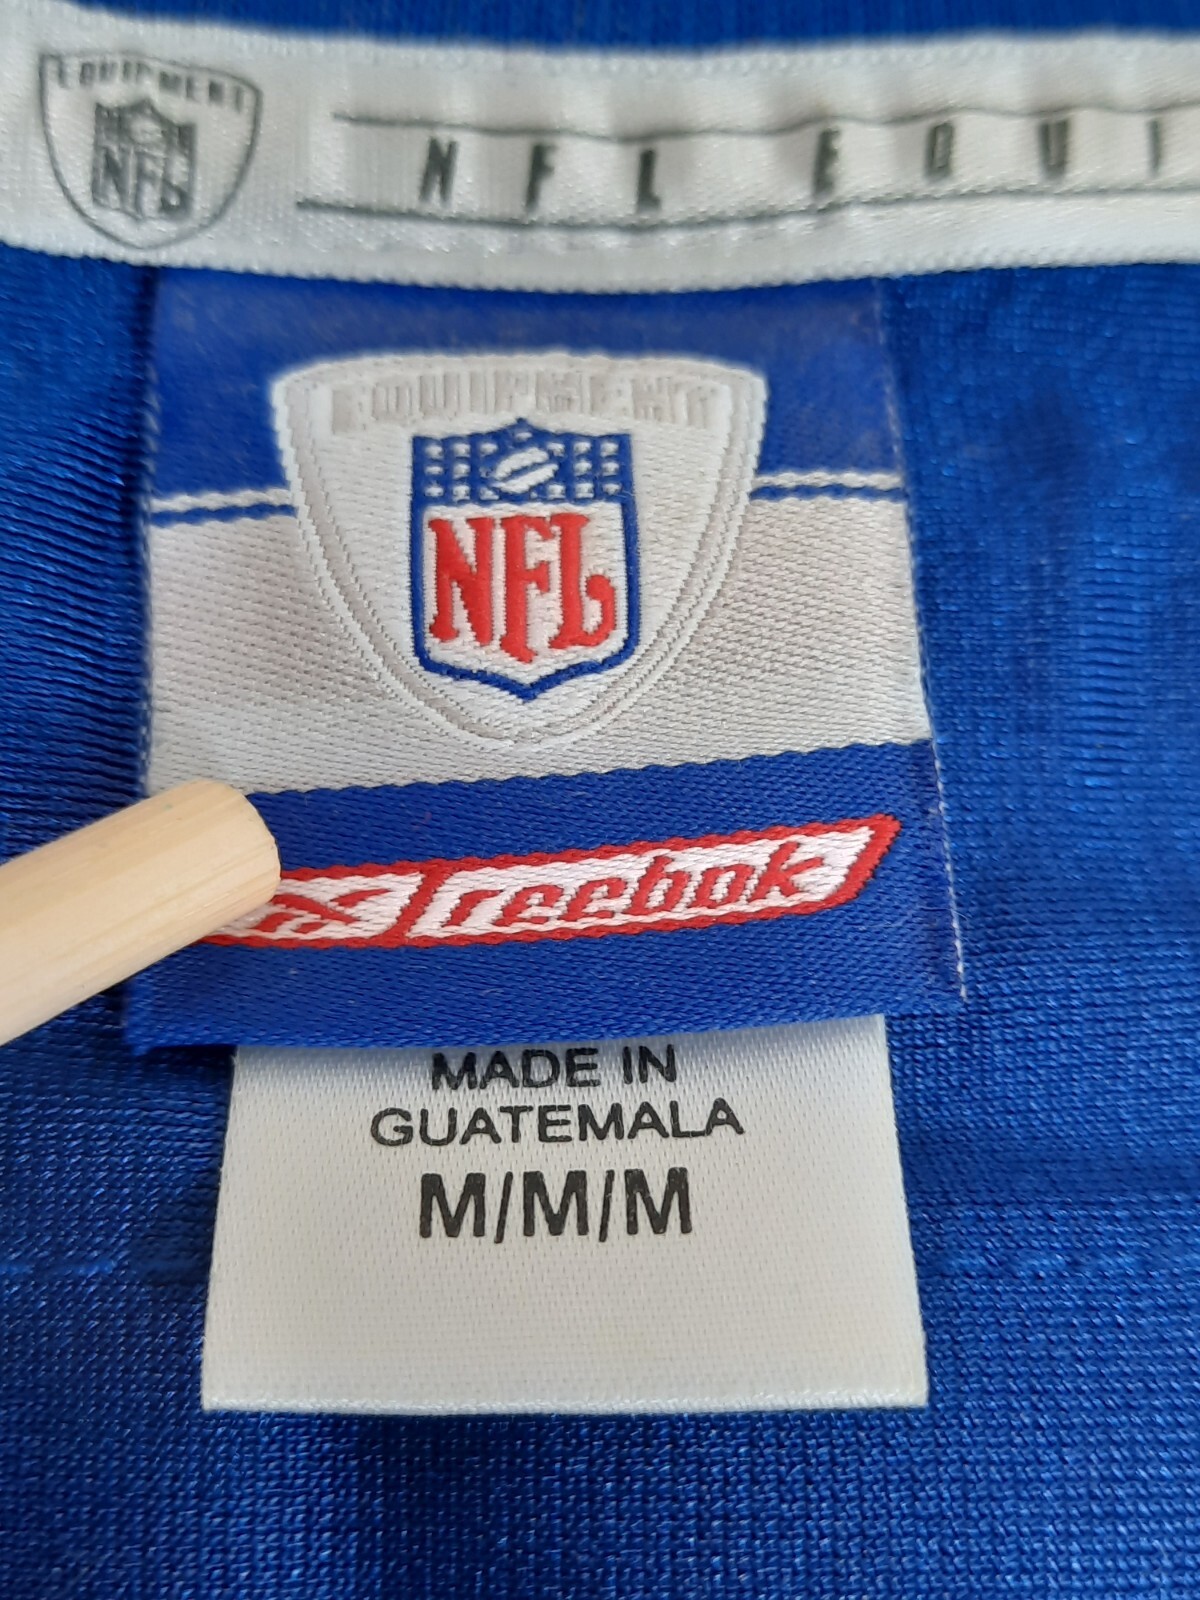 EQUIPMENT
NFL
NFL EQUI
EQUIPMENT
NFL
reebok
MADE IN
GUATEMALA
M/M/M